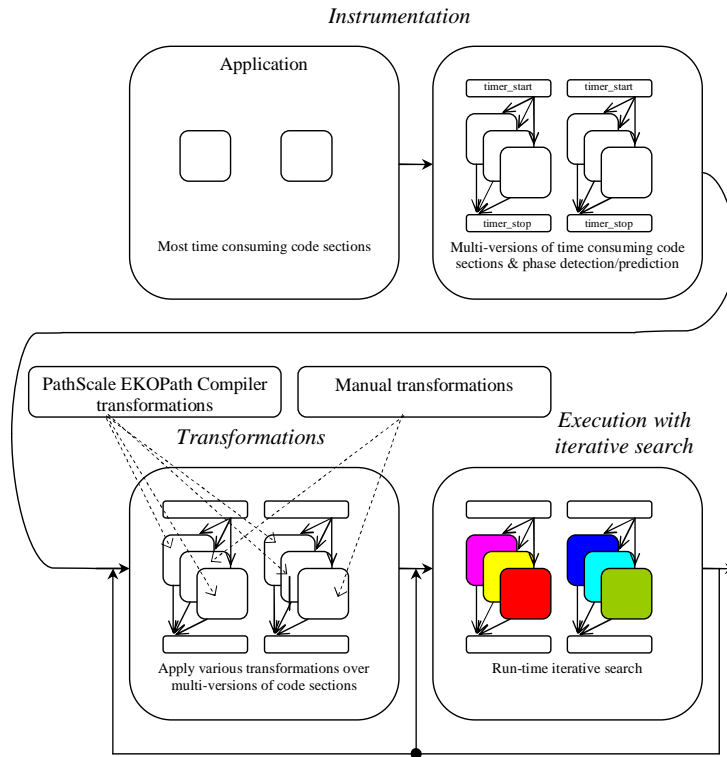 Instrumentation
Application
Most time consuming code sections
timer_start
timer_start
timer_stop
timer_stop
Multi-versions of time consuming code
sections & phase detection/prediction
PathScale EKOPath Compiler
transformations
Manual transformations
Transformations
Execution with
iterative search
Apply various transformations over
multi-versions of code sections
Run-time iterative search